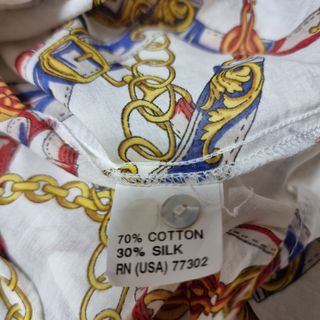 70% COTTON
30% SILK
RN (USA) 77302